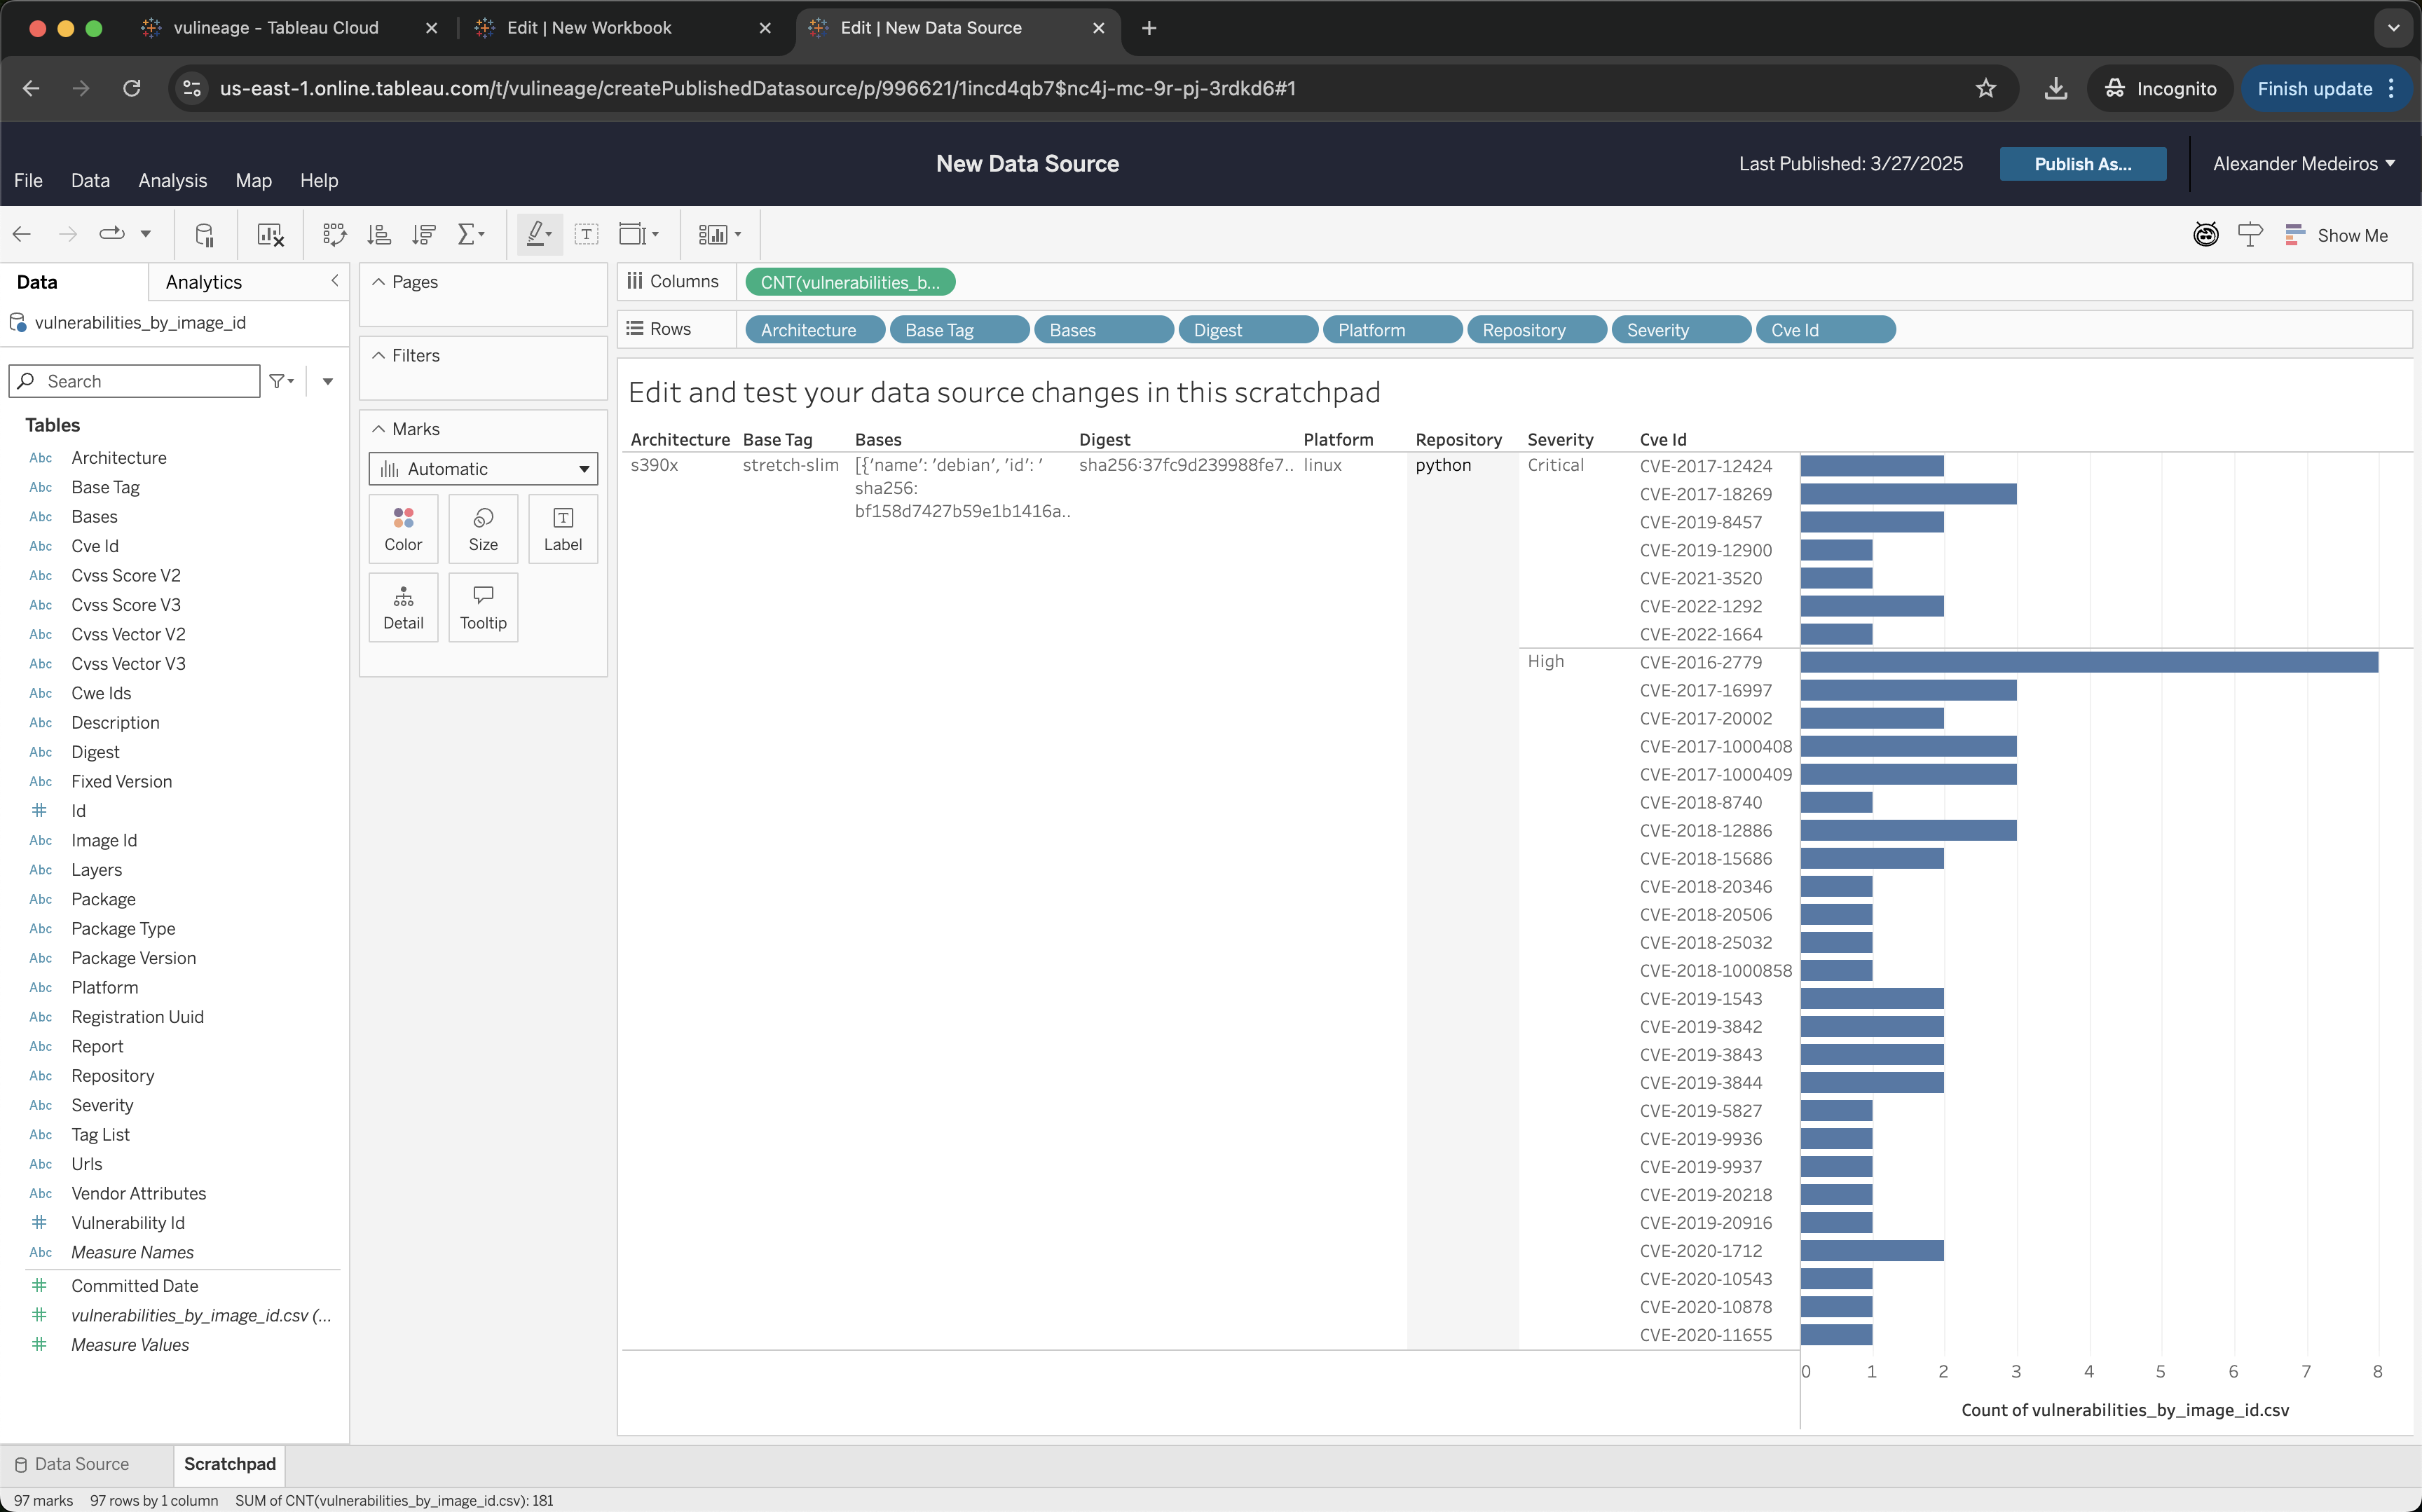 vulineage - Tableau Cloud
Edit | New Workbook
Edit | New Data Source
us-east-1.online.tableau.com/t/vulineage/createPublishedDatasource/p/996621/1incd4qb7$nc4j-mc-9r-pj-3rdkd6#1
Incognito
Finish update
File Data Analysis Map Help
New Data Source
Last Published: 3/27/2025
Publish As...
Alexander Medeiros
Show Me
Data
Analytics
vulnerabilities_by_image_id
Search
Tables
Abc Architecture
Abc Base Tag
Abc Bases
Abc Cve Id
Abc Cvss Score V2
Abc Cvss Score V3
Abc Cvss Vector V2
Abc Cvss Vector V3
Abc Cwe Ids
Abc Description
Abc Digest
Abc Fixed Version
# Id
Abc Image Id
Abc Layers
Abc Package
Abc Package Type
Abc Package Version
Abc Platform
Abc Registration Uuid
Abc Report
Abc Repository
Abc Severity
Abc Tag List
Abc Urls
Abc Vendor Attributes
# Vulnerability Id
Abc Measure Names
# Committed Date
# vulnerabilities_by_image_id.csv (...
# Measure Values
Pages
Filters
Marks
Automatic
Color
Size
T
Label
Detail
Tooltip
Columns
CNT(vulnerabilities_b...
Rows
Architecture
Base Tag
Bases
Digest
Platform
Repository
Severity
Cve Id
Edit and test your data source changes in this scratchpad
Architecture Base Tag Bases Digest Platform Repository Severity Cve Id
s390x stretch-slim [{'name': 'debian', 'id': ' sha256:37fc9d239988fe7.. linux python Critical CVE-2017-12424
sha256:
bf158d7427b59e1b1416a..
CVE-2017-18269
CVE-2019-8457
CVE-2019-12900
CVE-2021-3520
CVE-2022-1292
CVE-2022-1664
High CVE-2016-2779
CVE-2017-16997
CVE-2017-20002
CVE-2017-1000408
CVE-2017-1000409
CVE-2018-8740
CVE-2018-12886
CVE-2018-15686
CVE-2018-20346
CVE-2018-20506
CVE-2018-25032
CVE-2018-1000858
CVE-2019-1543
CVE-2019-3842
CVE-2019-3843
CVE-2019-3844
CVE-2019-5827
CVE-2019-9936
CVE-2019-9937
CVE-2019-20218
CVE-2019-20916
CVE-2020-1712
CVE-2020-10543
CVE-2020-10878
CVE-2020-11655
0 1 2 3 4 5 6 7 8
Count of vulnerabilities_by_image_id.csv
Data Source
Scratchpad
97 marks 97 rows by 1 column SUM of CNT(vulnerabilities_by_image_id.csv): 181